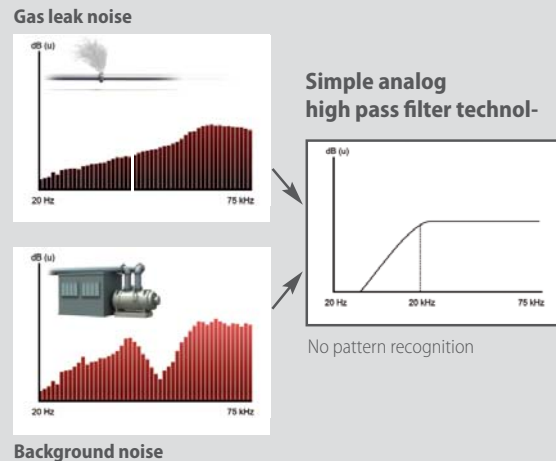 Gas leak noise
dB (u)
20 Hz 75 kHz
Simple analog
high pass filter technol-
dB (u)
20 Hz 20 kHz 75 kHz
No pattern recognition
dB (u)
20 Hz 75 kHz
Background noise